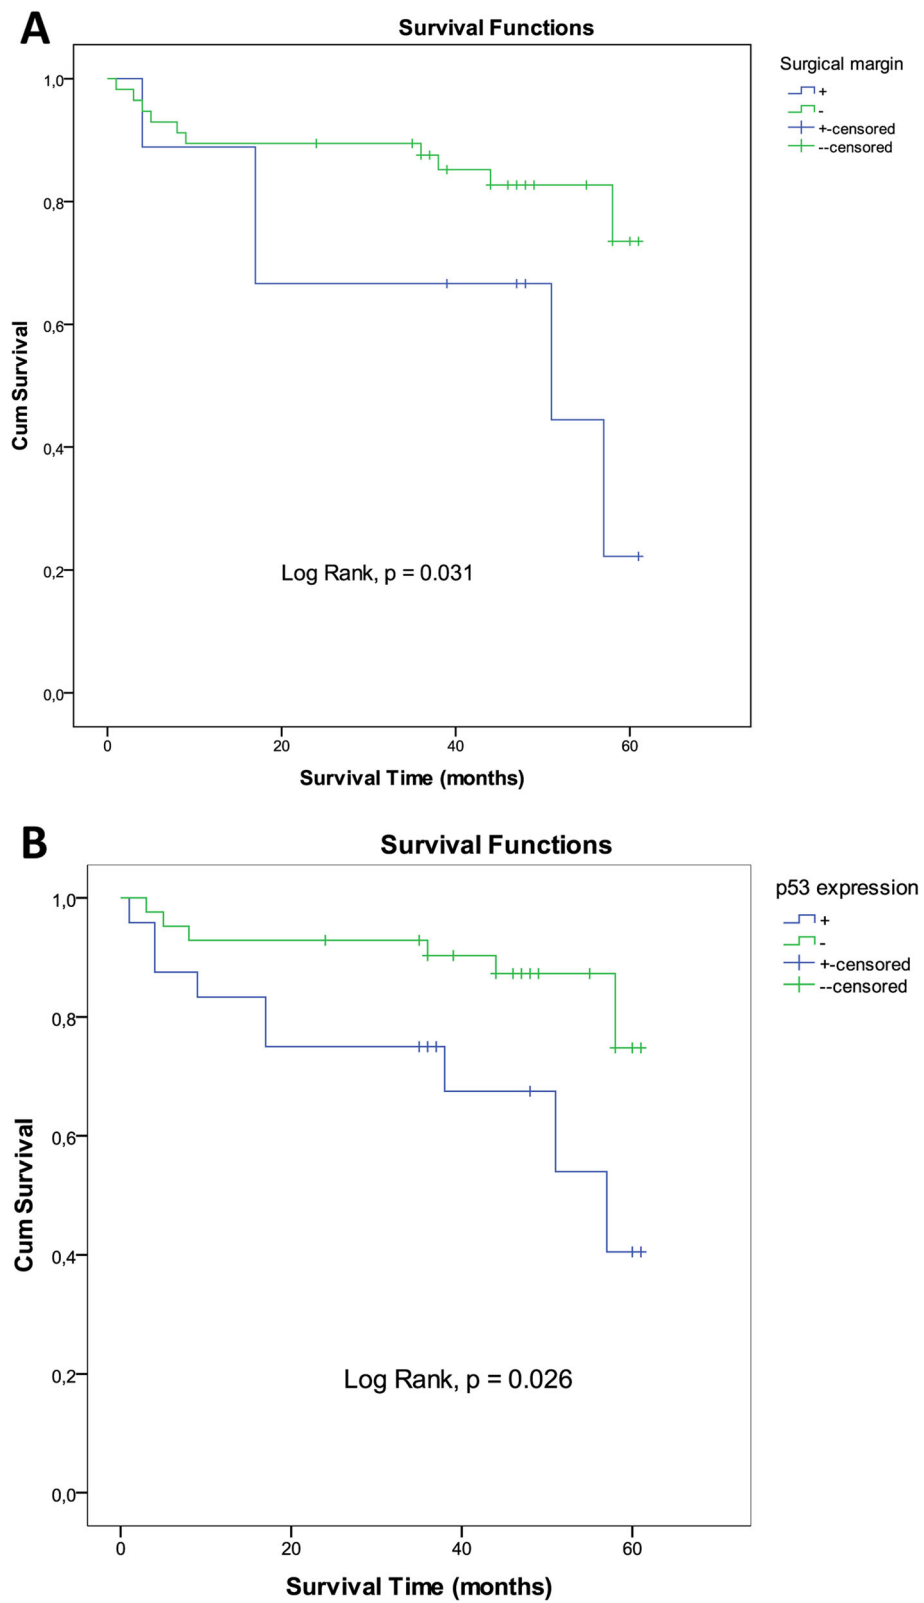 A
Survival Functions
Surgical margin
+
-
+-censored
--censored
Cum Survival
1,0
0,8
0,6
0,4
0,2
0,0
Log Rank, p = 0.031
0 20 40 60
Survival Time (months)
B
Survival Functions
p53 expression
+
-
+-censored
--censored
Cum Survival
1,0
0,8
0,6
0,4
0,2
0,0
Log Rank, p = 0.026
0 20 40 60
Survival Time (months)